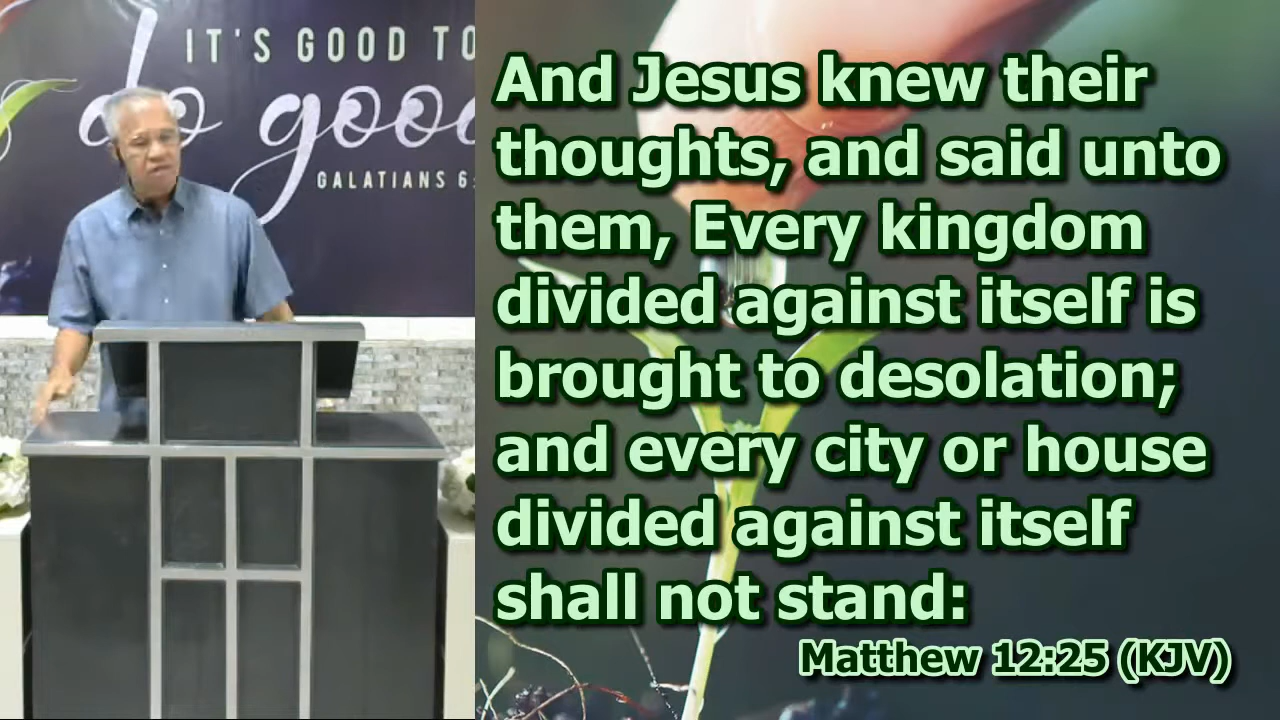 IT'S GOOD TO
do good
GALATIANS 6:
And Jesus knew their
thoughts, and said unto
them, Every kingdom
divided against itself is
brought to desolation;
and every city or house
divided against itself
shall not stand:
Matthew 12:25 (KJV)